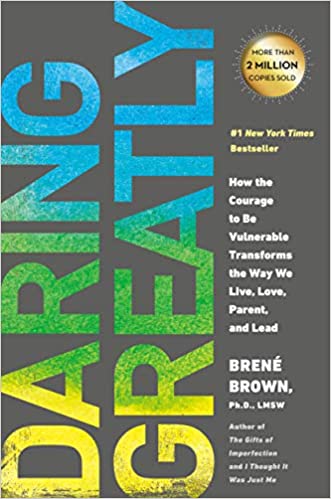 DARING
GREATLY
MORE THAN
2 MILLION
COPIES SOLD
#1 New York Times
Bestseller
How the
Courage
to Be
Vulnerable
Transforms
the Way We
Live, Love,
Parent,
and Lead
BRENÉ
BROWN,
Ph.D., LMSW
Author of
The Gifts of
Imperfection
and I Thought It
Was Just Me